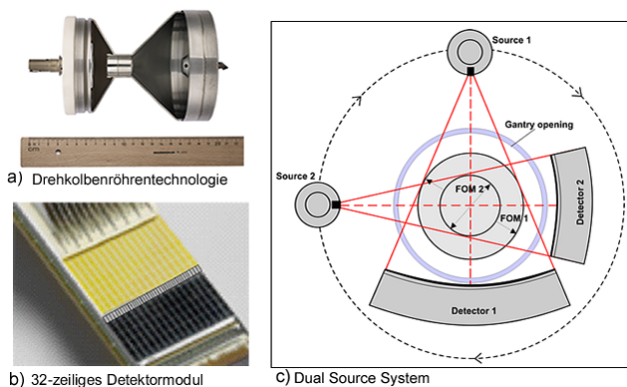 cm
a) Drehkolbenröhrentechnologie
b) 32-zeiliges Detektormodul
Source 1
Gantry opening
Source 2
FOM 2
FOM 1
Detector 2
Detector 1
c) Dual Source System